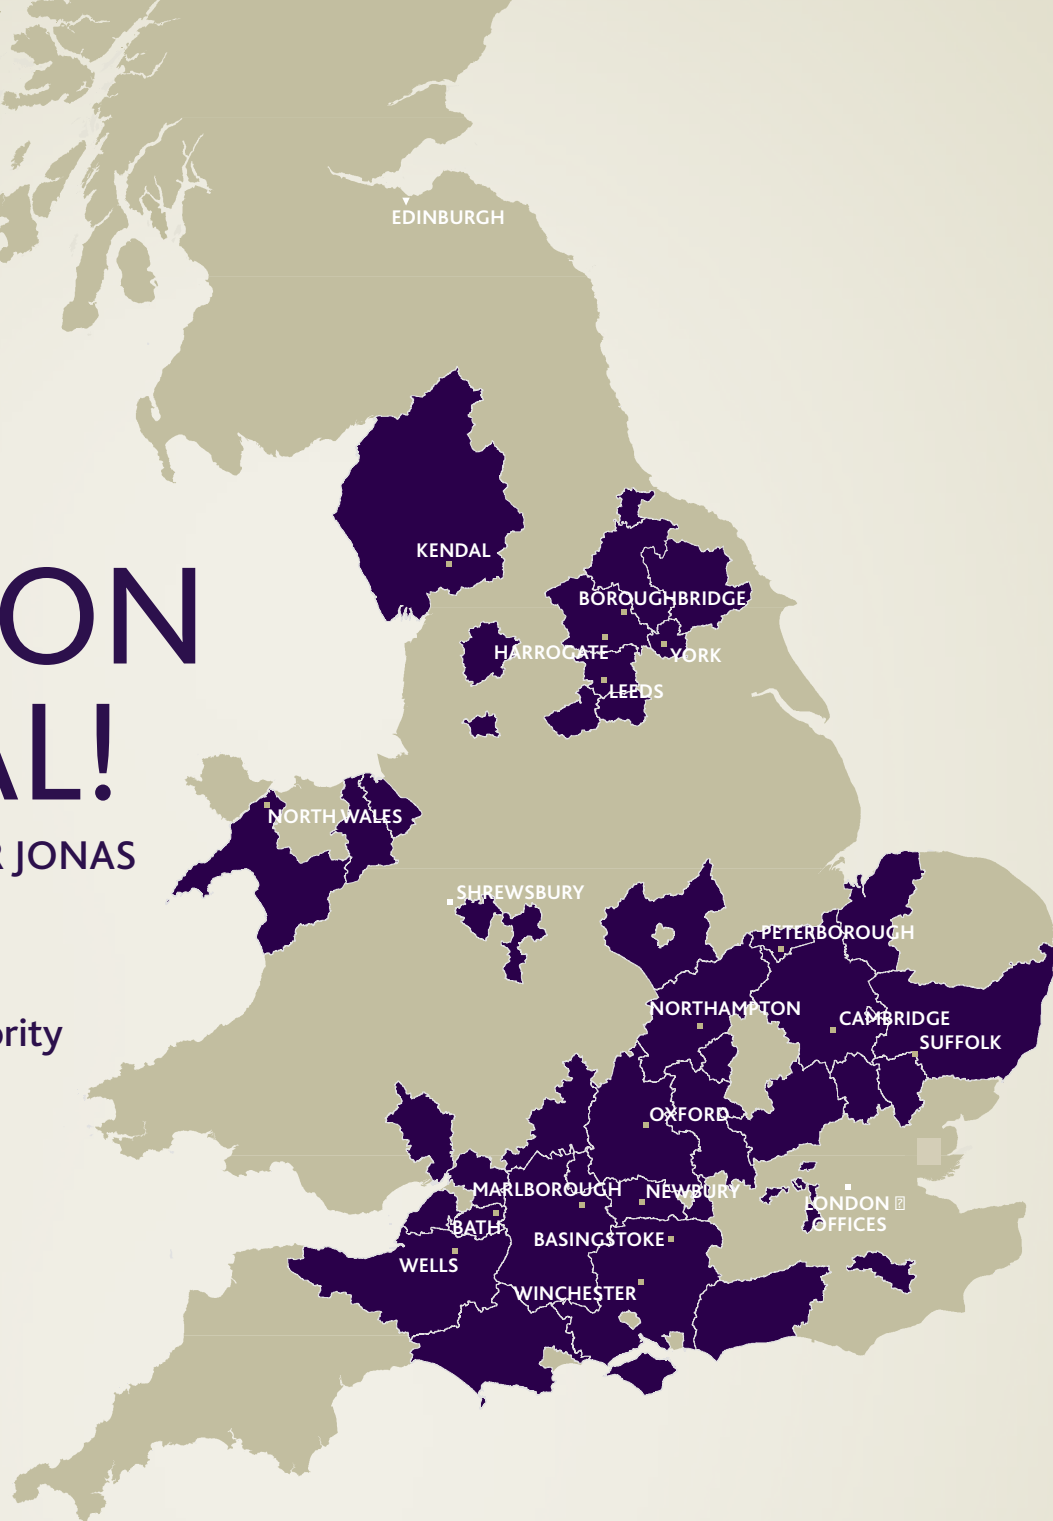 EDINBURGH
KENDAL
ON
BOROUGHBRIDGE
HARROGATE
YORK
LEEDS
AL!
NORTH WALES
R JONAS
SHREWSBURY
PETERBOROUGH
NORTHAMPTON
CAMBRIDGE
ority
SUFFOLK
OXFORD
MARLBOROUGH
NEWBURY
LONDON
OFFICES
BATH
BASINGSTOKE
WELLS
WINCHESTER